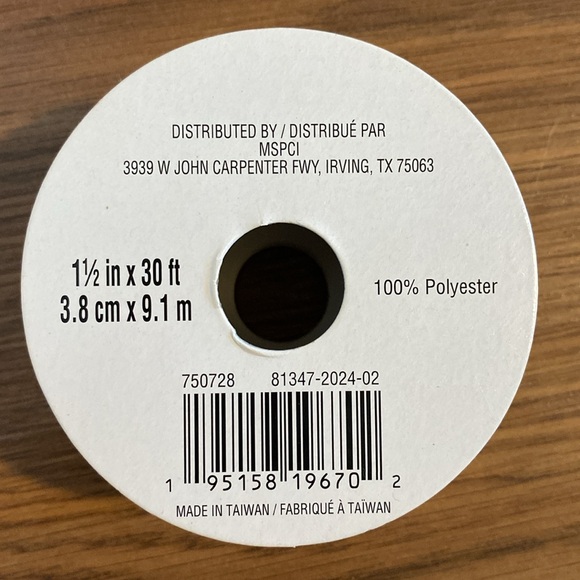 DISTRIBUTED BY / DISTRIBUÉ PAR
MSPCI
3939 W JOHN CARPENTER FWY, IRVING, TX 75063
1½ in x 30 ft
3.8 cm x 9.1 m
100% Polyester
750728 81347-2024-02
1 95158 19670 2
MADE IN TAIWAN / FABRIQUÉ À TAÏWAN